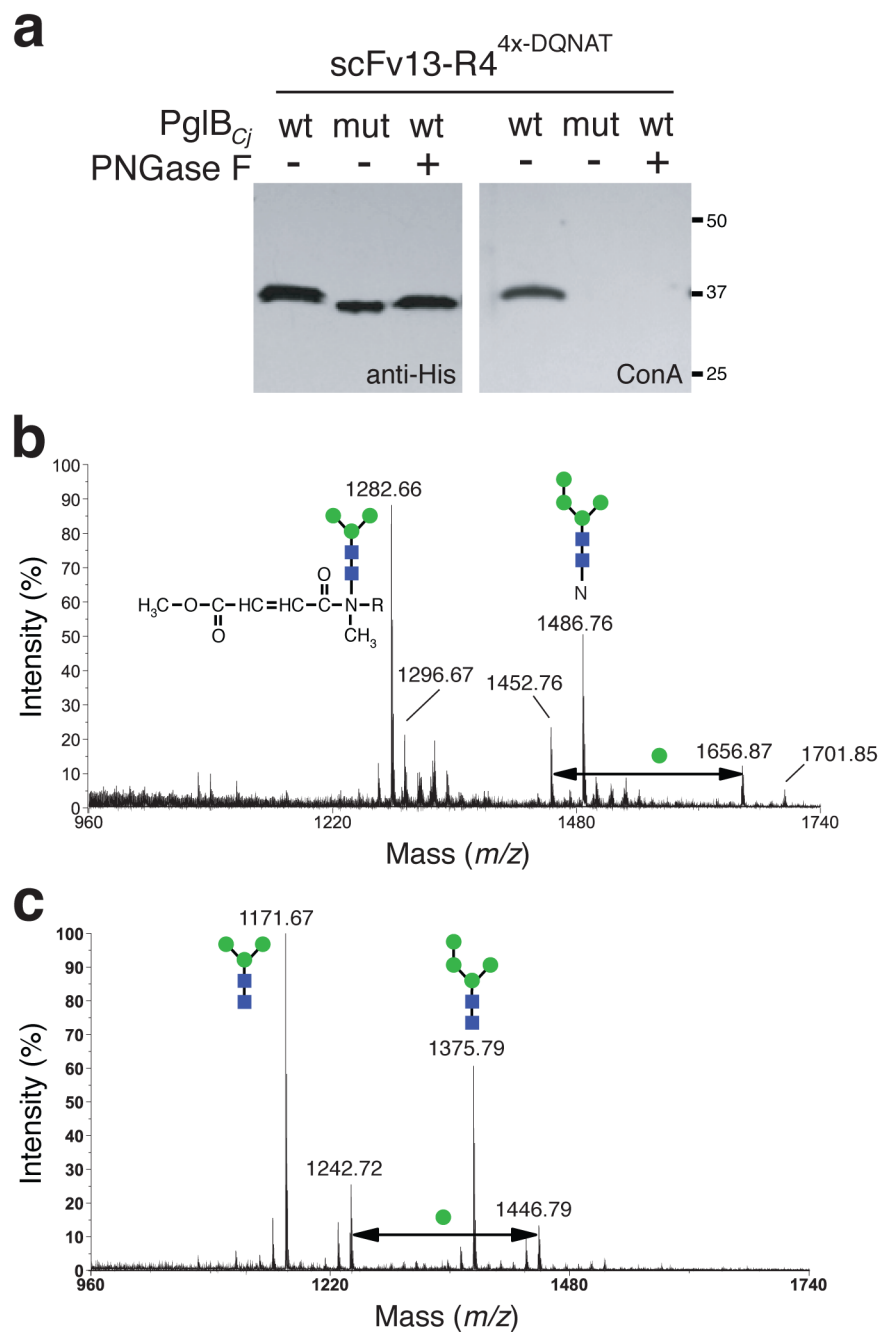 a
scFv13-R4 4x-DQNAT
PglB Cj wt mut wt wt mut wt
PNGase F - - + - - +
50
37
25
anti-His ConA
b
100
90
80
70
60
50
40
30
20
10
0
Intensity (%)
1282.66
O
H3C-O-C-HC=HC-C-N-R
O CH3
N
1486.76
1296.67
1452.76
1656.87
1701.85
960 1220 1480 1740
Mass (m/z)
c
100
90
80
70
60
50
40
30
20
10
0
Intensity (%)
1171.67
1375.79
1242.72
1446.79
960 1220 1480 1740
Mass (m/z)